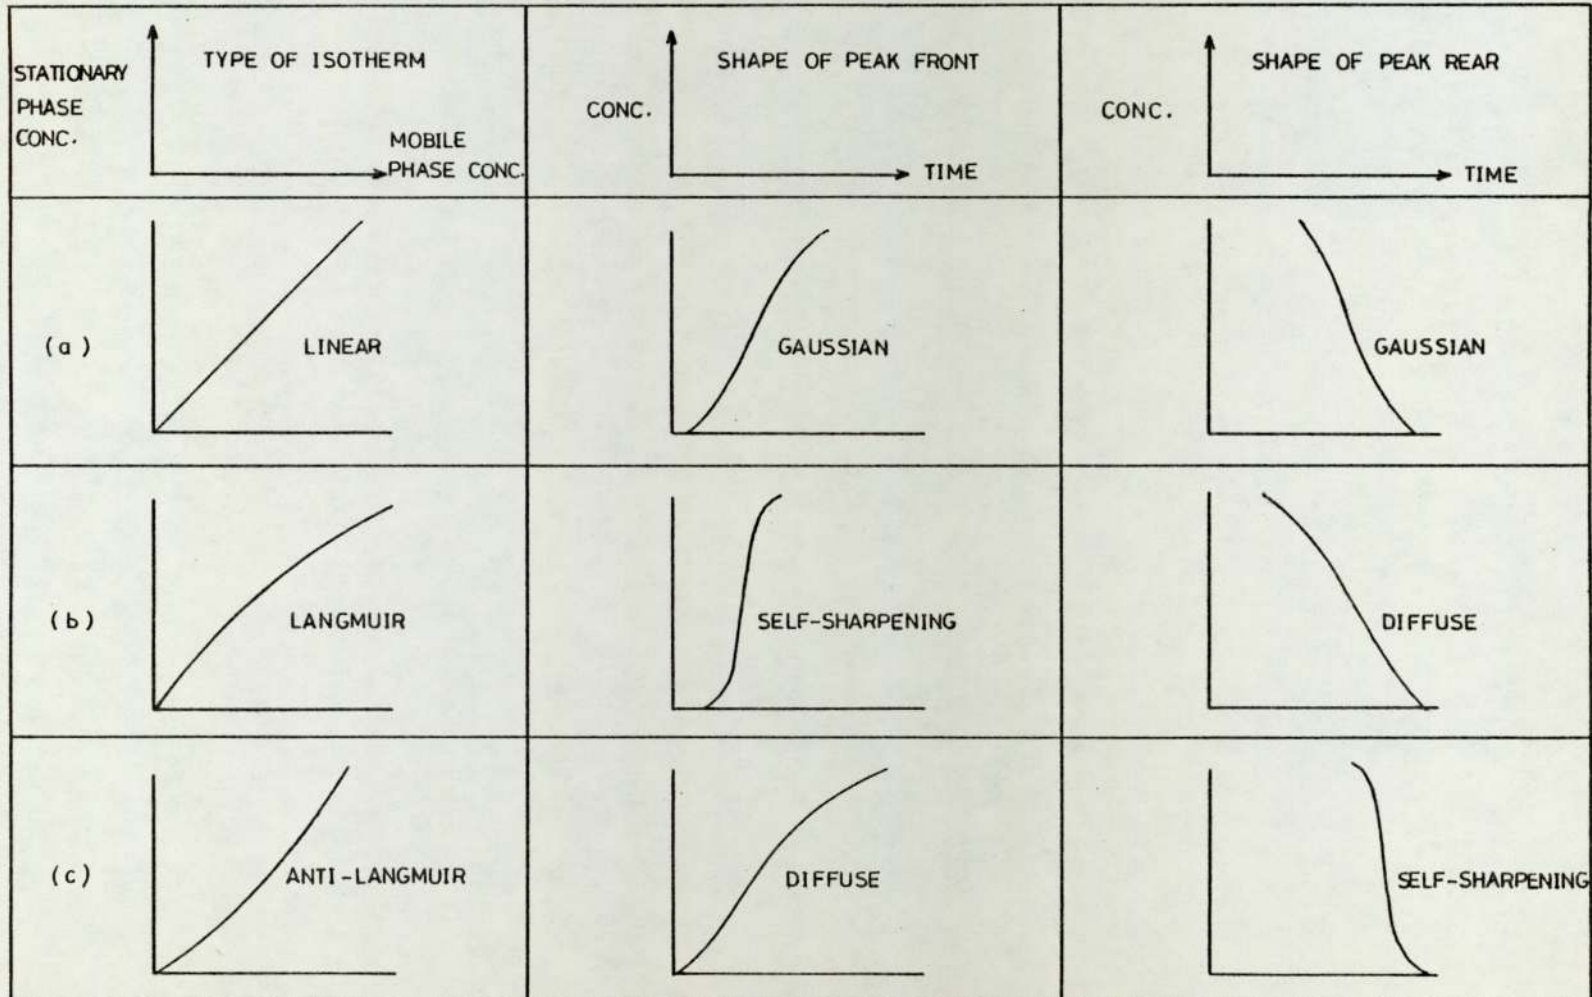 STATIONARY
PHASE
CONC.
TYPE OF ISOTHERM
MOBILE
PHASE CONC.
SHAPE OF PEAK FRONT
CONC.
TIME
SHAPE OF PEAK REAR
CONC.
TIME
(a)
LINEAR
GAUSSIAN
GAUSSIAN
(b)
LANGMUIR
SELF-SHARPENING
DIFFUSE
(c)
ANTI-LANGMUIR
DIFFUSE
SELF-SHARPENING